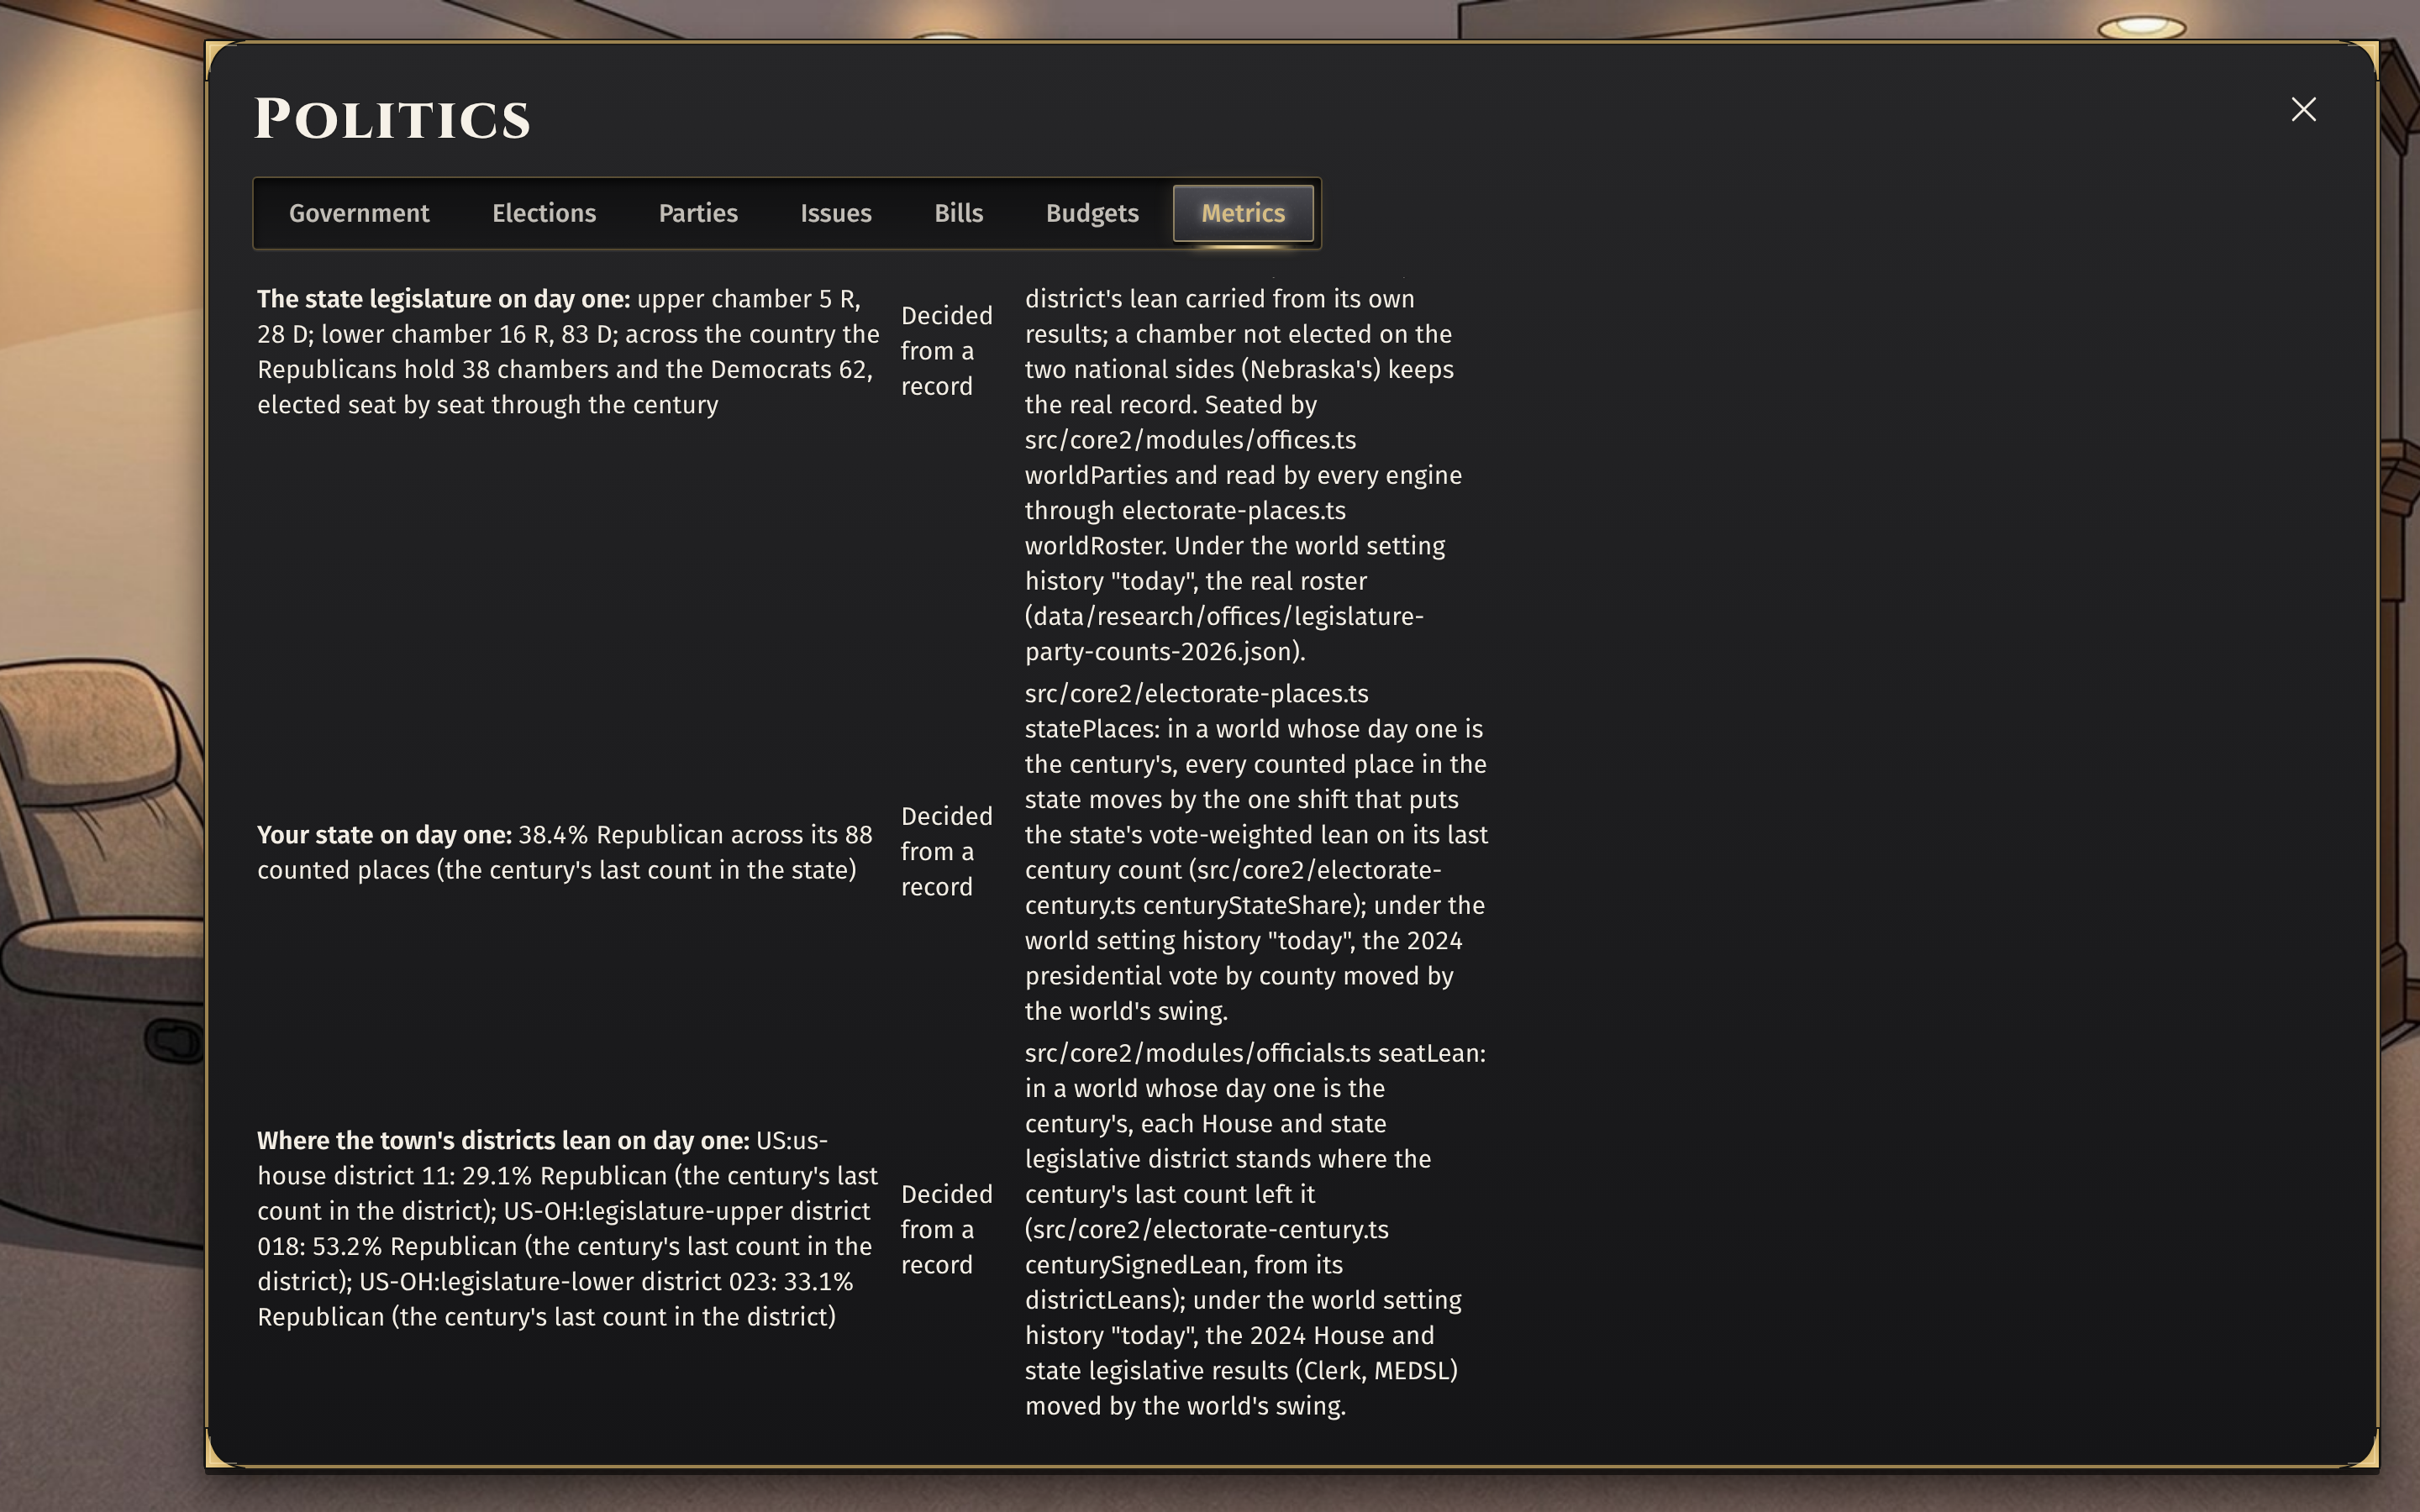 Politics
Government Elections Parties Issues Bills Budgets Metrics
The state legislature on day one: upper chamber 5 R,
28 D; lower chamber 16 R, 83 D; across the country the
Republicans hold 38 chambers and the Democrats 62,
elected seat by seat through the century
Decided
from a
record
district's lean carried from its own
results; a chamber not elected on the
two national sides (Nebraska's) keeps
the real record. Seated by
src/core2/modules/offices.ts
worldParties and read by every engine
through electorate-places.ts
worldRoster. Under the world setting
history "today", the real roster
(data/research/offices/legislature-
party-counts-2026.json).
Your state on day one: 38.4% Republican across its 88
counted places (the century's last count in the state)
Decided
from a
record
src/core2/electorate-places.ts
statePlaces: in a world whose day one is
the century's, every counted place in the
state moves by the one shift that puts
the state's vote-weighted lean on its last
century count (src/core2/electorate-
century.ts centuryStateShare); under the
world setting history "today", the 2024
presidential vote by county moved by
the world's swing.
Where the town's districts lean on day one: US:us-
house district 11: 29.1% Republican (the century's last
count in the district); US-OH:legislature-upper district
018: 53.2% Republican (the century's last count in the
district); US-OH:legislature-lower district 023: 33.1%
Republican (the century's last count in the district)
Decided
from a
record
src/core2/modules/officials.ts seatLean:
in a world whose day one is the
century's, each House and state
legislative district stands where the
century's last count left it
(src/core2/electorate-century.ts
centurySignedLean, from its
districtLeans); under the world setting
history "today", the 2024 House and
state legislative results (Clerk, MEDSL)
moved by the world's swing.